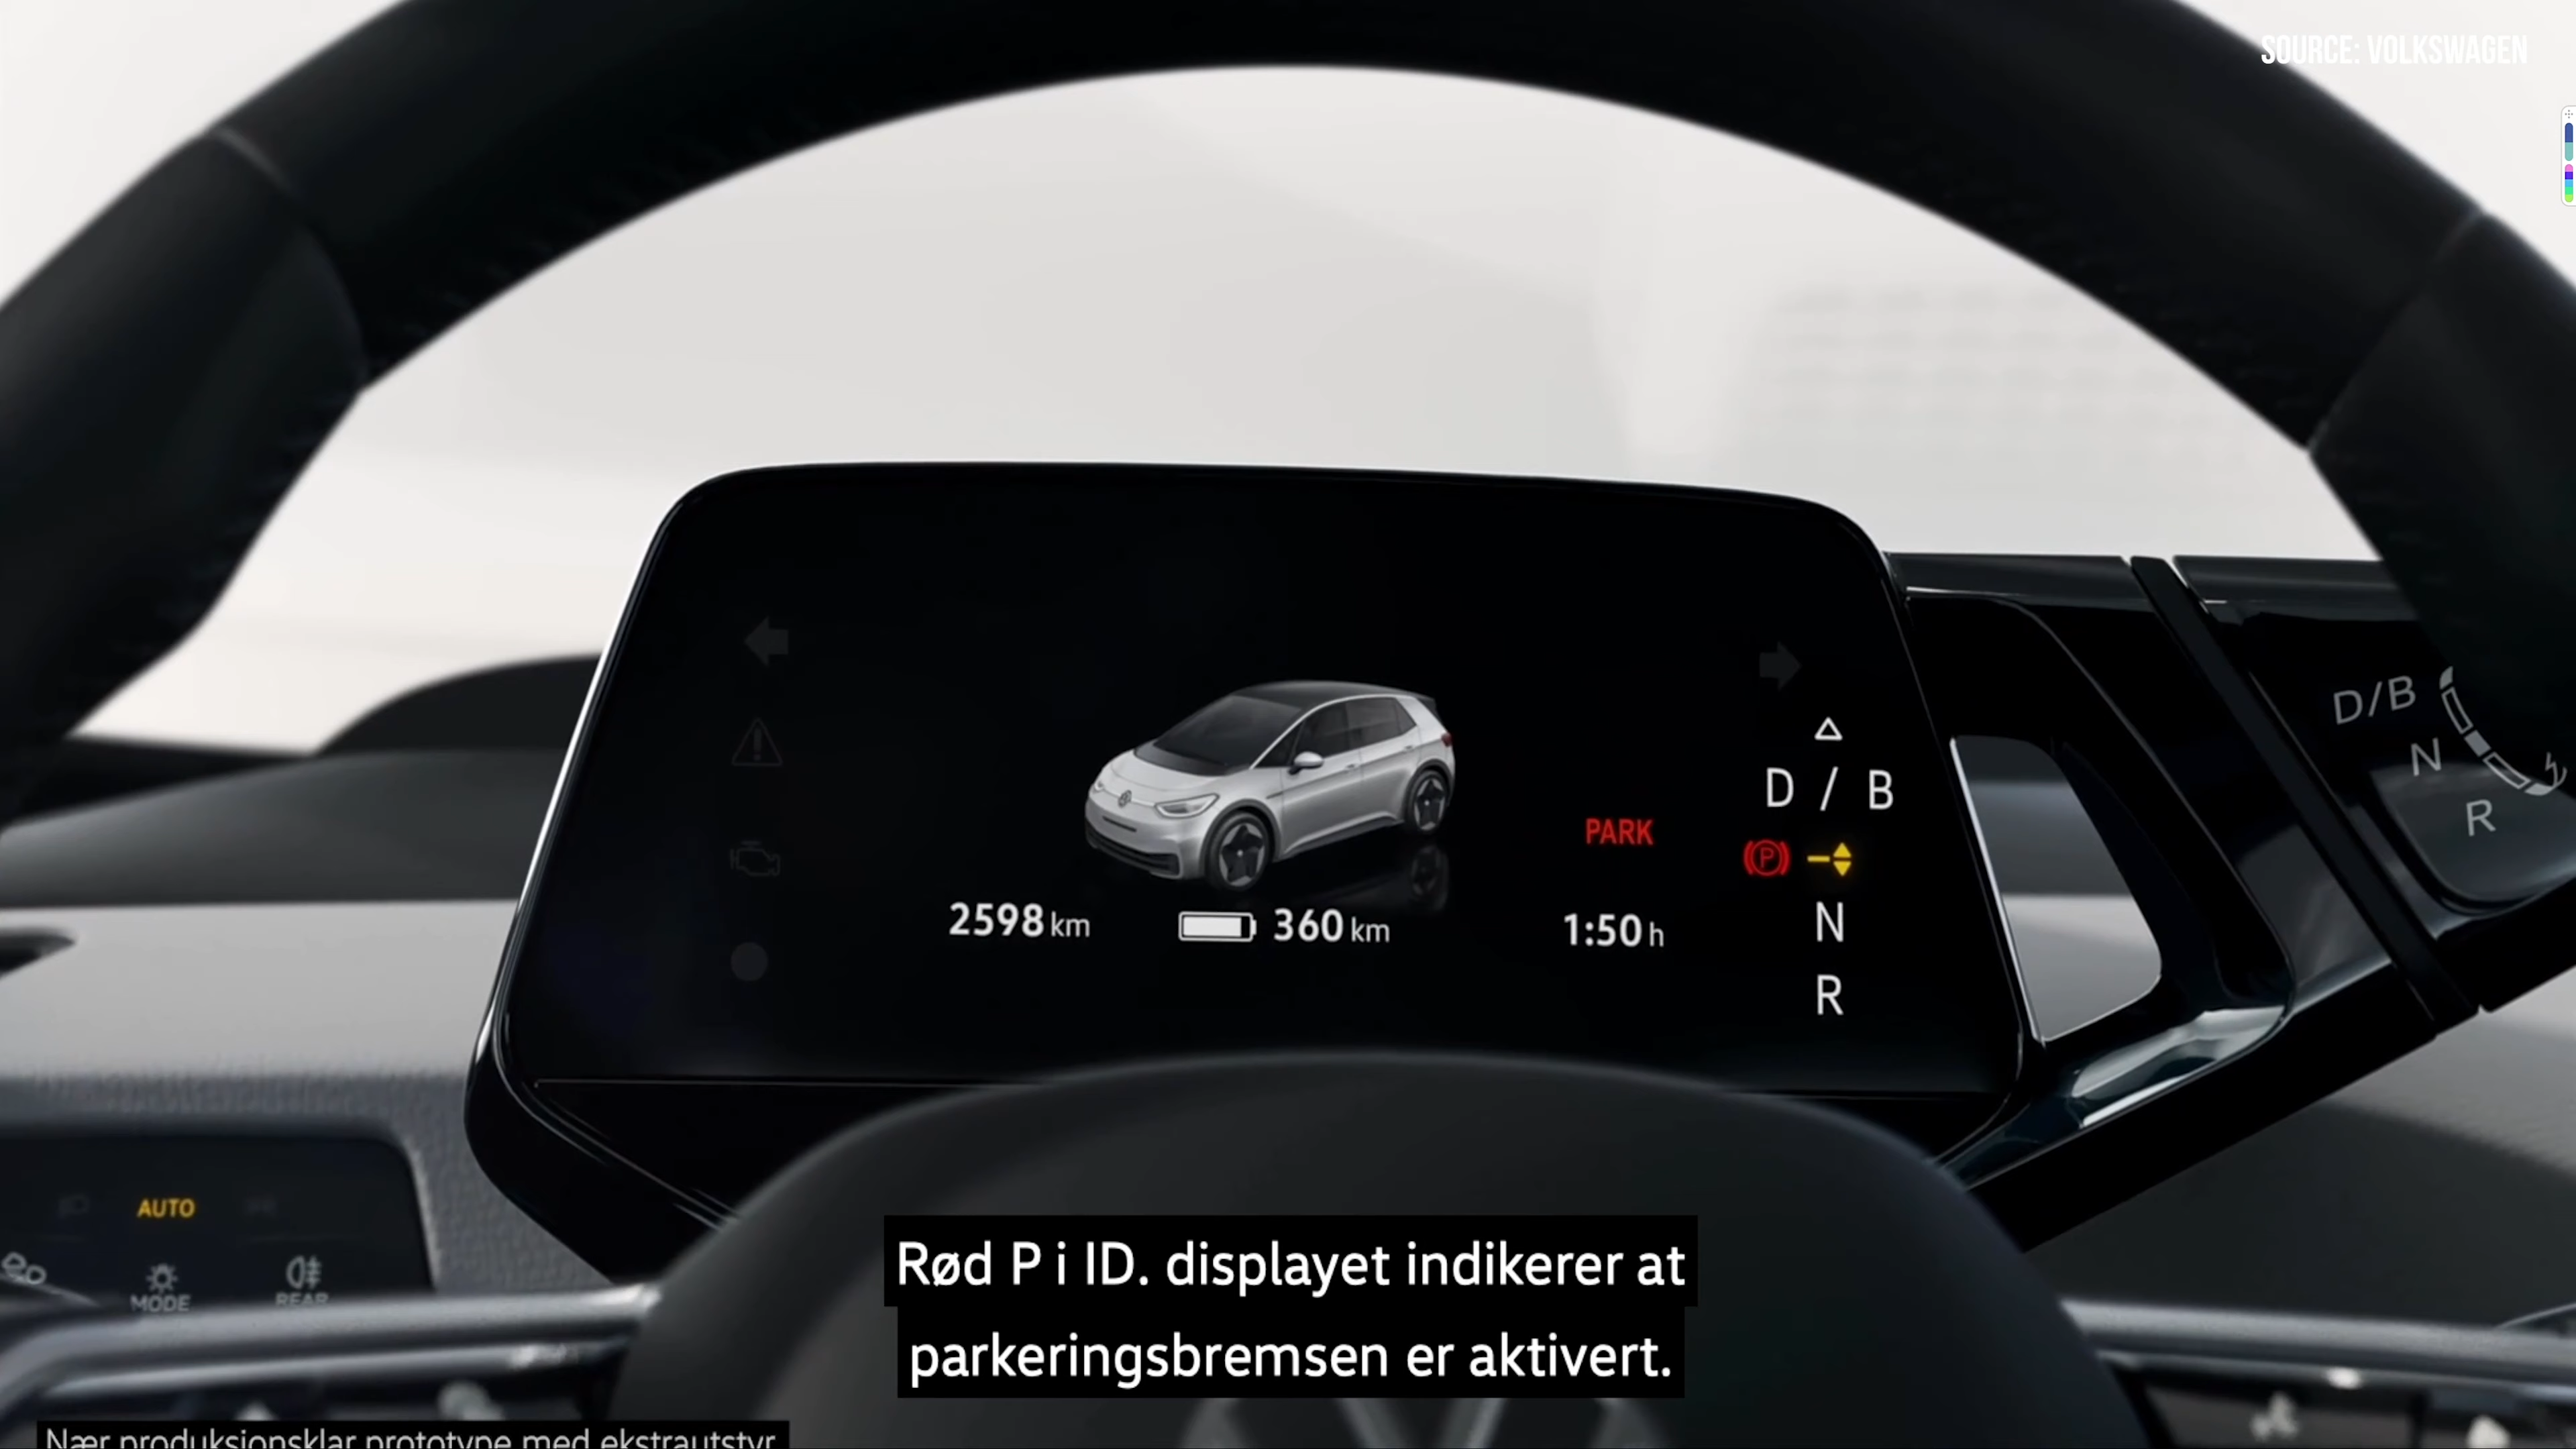 SOURCE: VOLKSWAGEN
D/B
N
R
D / B
PARK
P
N
R
2598 km
360 km
1:50 h
AUTO
MODE
REAR
Rød P i ID. displayet indikerer at
parkeringsbremsen er aktivert.
Nær produksjonsklar prototype med ekstrautstyr